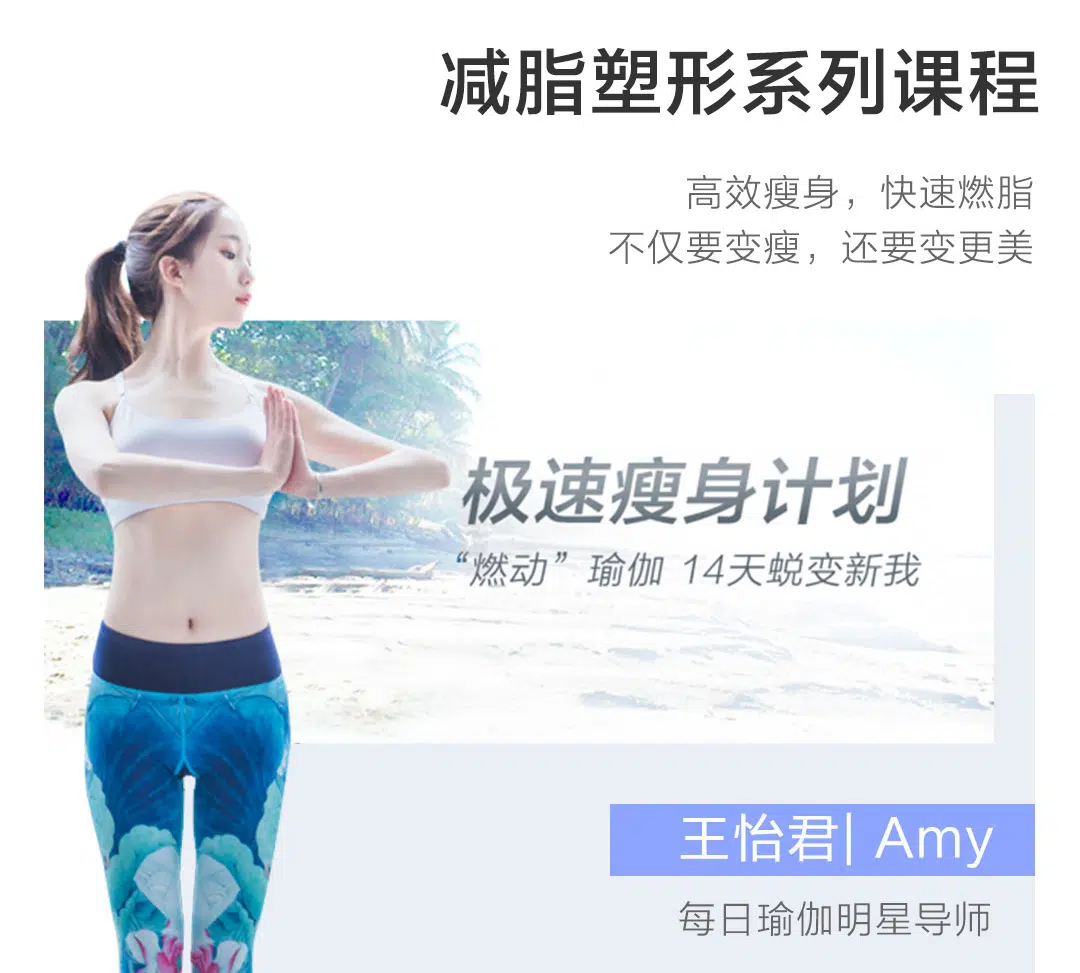 减脂塑形系列课程
高效瘦身，快速燃脂
不仅要变瘦，还要变更美
极速瘦身计划
“燃动”瑜伽 14天蜕变新我
王怡君| Amy
每日瑜伽明星导师